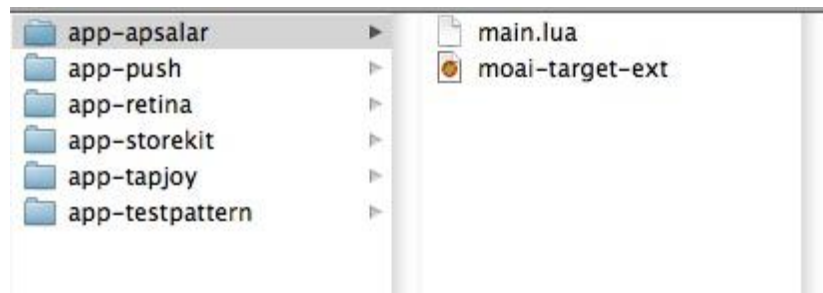 app-apsalar
app-push
app-retina
app-storekit
app-tapjoy
app-testpattern
main.lua
moai-target-ext